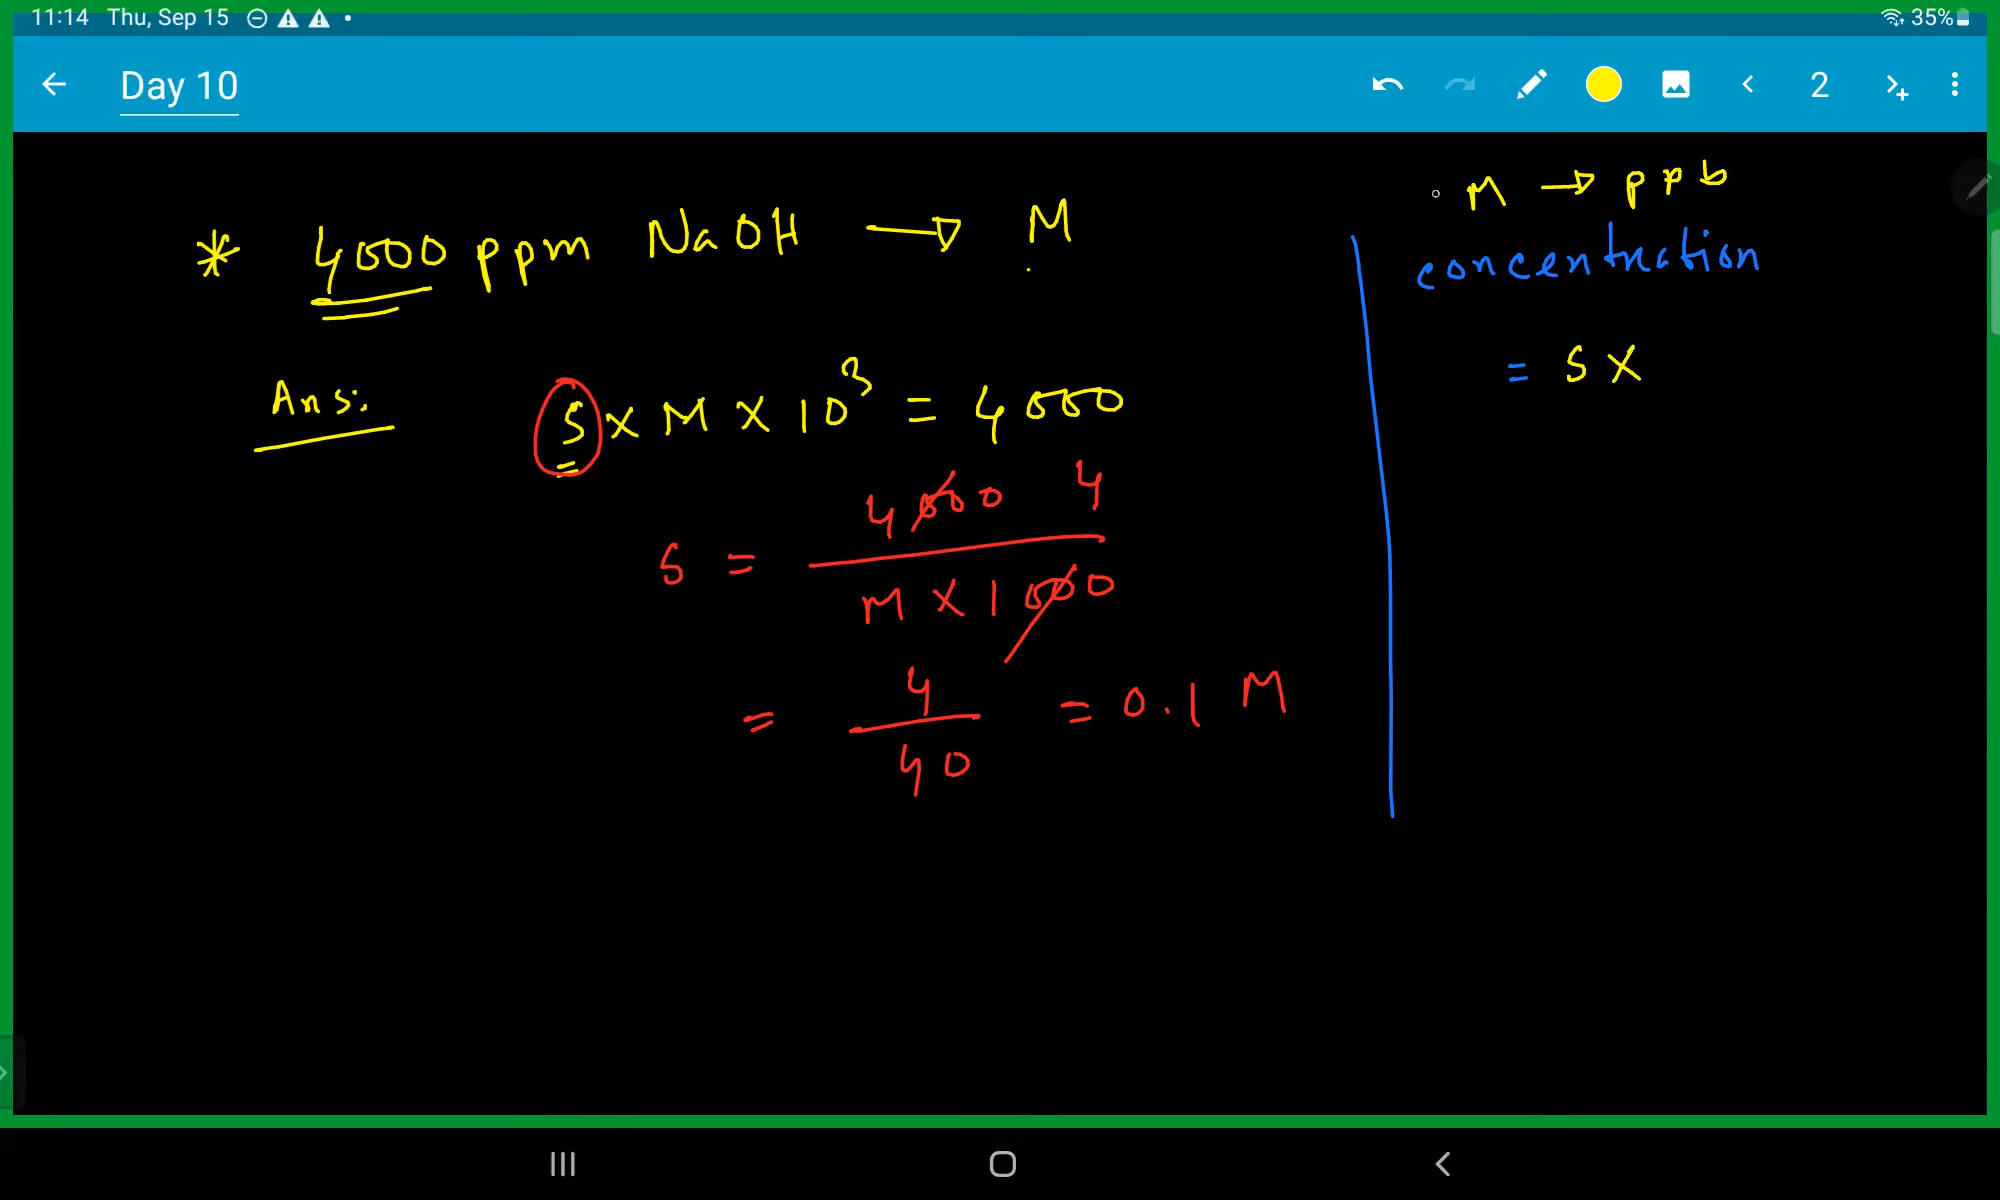 11:14 Thu, Sep 15
35%
Day 10
2
* 4000 ppm NaOH → M
Ans:
S × M × 10³ = 4000
S = 4000 4
M × 1000
= 4 = 0.1 M
40
M → ppb
concentration
= S ×